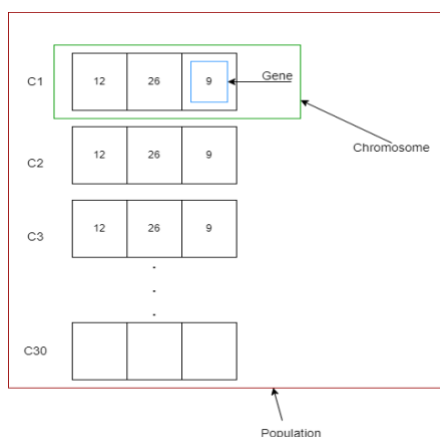 C1 12 26 9 Gene
Chromosome
C2 12 26 9
C3 12 26 9
.
.
.
C30
Population